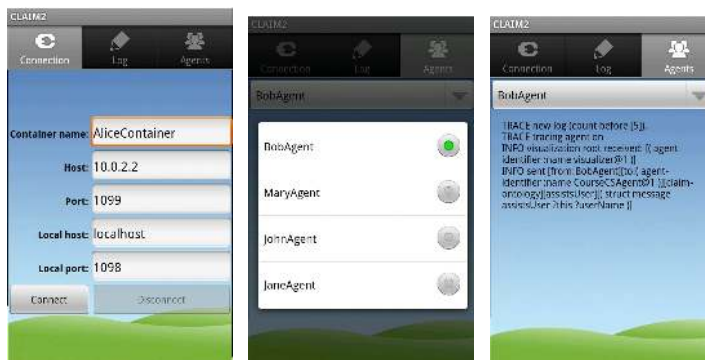 CLAIM2
Connection
Log
Agents
Container name: AliceContainer
Host: 10.0.2.2
Port: 1099
Local host: localhost
Local port: 1098
Connect
Disconnect
CLAIM2
Connection
Log
Agents
BobAgent
BobAgent
MaryAgent
JohnAgent
JaneAgent
CLAIM2
Connection
Log
Agents
BobAgent
TRACE new log (count before [5]).
TRACE tracing agent on
INFO visualization root received: [( agent-
identifier :name visualizer@1 )]
INFO sent [from: BobAgent][to ( agent-
identifier :name CourseCSAgent@1 )][claim-
ontology][assistsUser][( struct message
assistsUser ?this ?userName )]